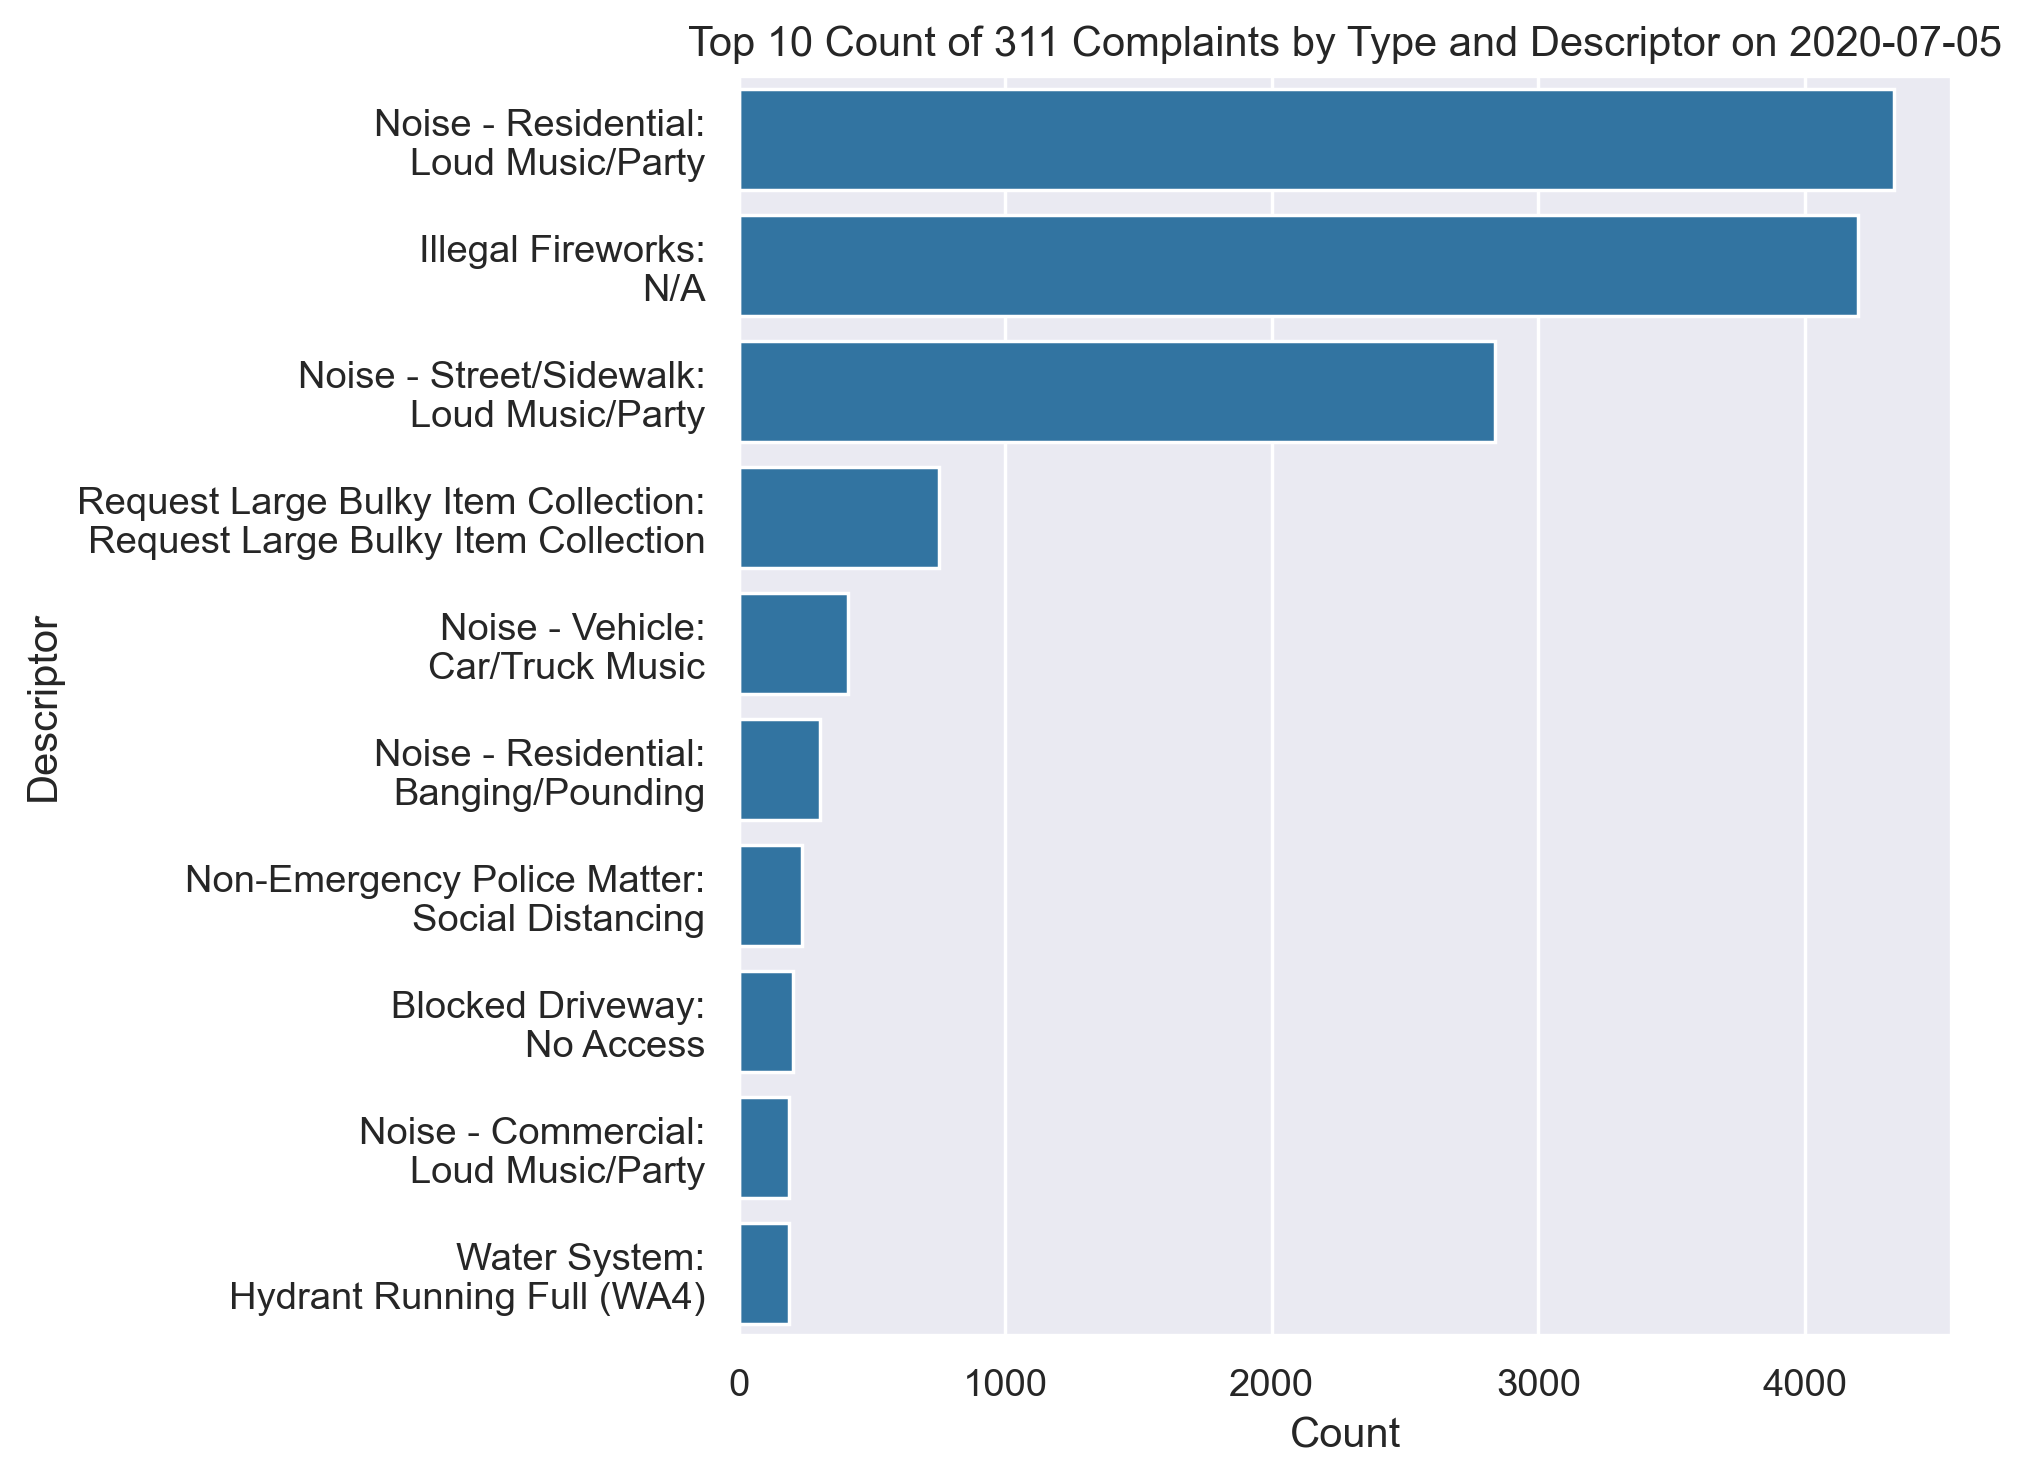 Top 10 Count of 311 Complaints by Type and Descriptor on 2020-07-05
Noise - Residential:
Loud Music/Party
Illegal Fireworks:
N/A
Noise - Street/Sidewalk:
Loud Music/Party
Request Large Bulky Item Collection:
Request Large Bulky Item Collection
Noise - Vehicle:
Car/Truck Music
Noise - Residential:
Banging/Pounding
Non-Emergency Police Matter:
Social Distancing
Blocked Driveway:
No Access
Noise - Commercial:
Loud Music/Party
Water System:
Hydrant Running Full (WA4)
Descriptor
0 1000 2000 3000 4000
Count